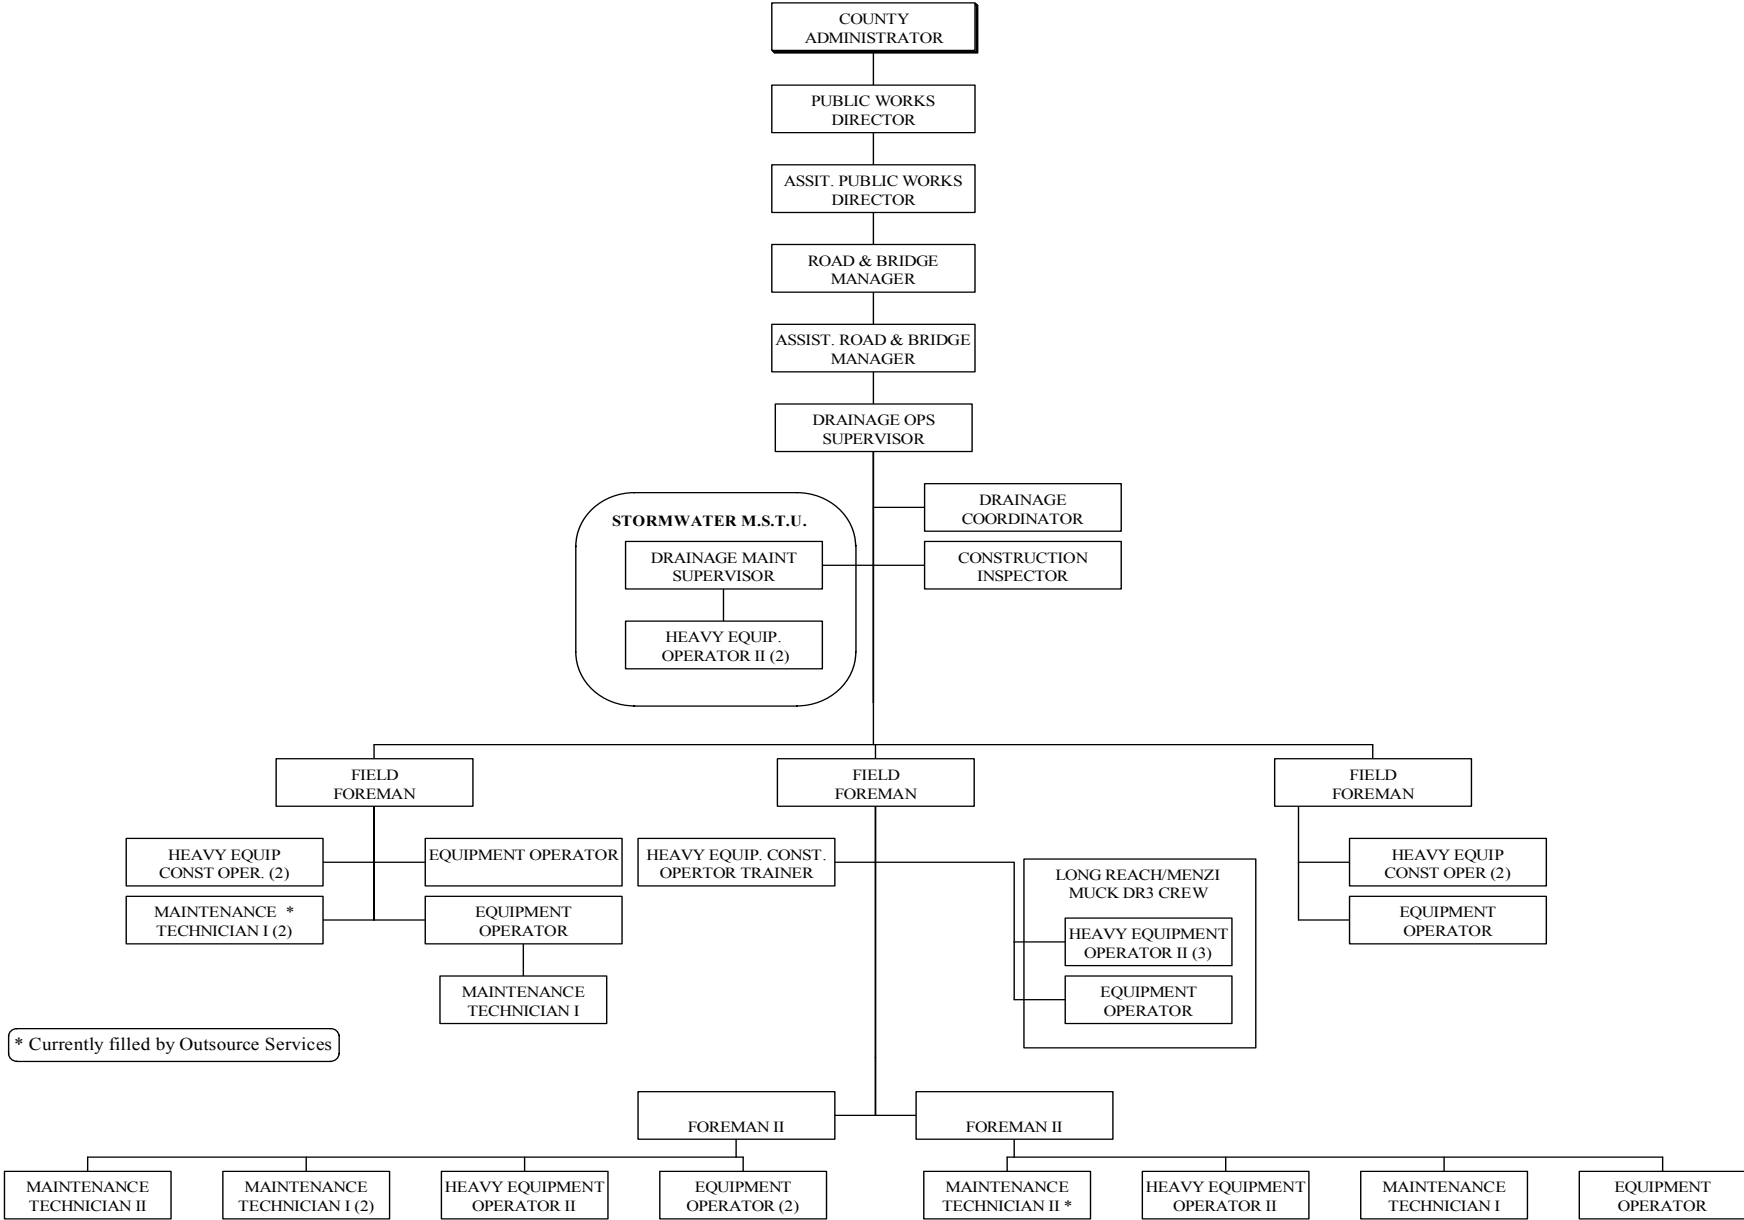 COUNTY
ADMINISTRATOR
PUBLIC WORKS
DIRECTOR
ASSIT. PUBLIC WORKS
DIRECTOR
ROAD & BRIDGE
MANAGER
ASSIST. ROAD & BRIDGE
MANAGER
DRAINAGE OPS
SUPERVISOR
DRAINAGE
COORDINATOR
STORMWATER M.S.T.U.
DRAINAGE MAINT
SUPERVISOR
CONSTRUCTION
INSPECTOR
HEAVY EQUIP.
OPERATOR II (2)
FIELD
FOREMAN
FIELD
FOREMAN
FIELD
FOREMAN
HEAVY EQUIP
CONST OPER. (2)
EQUIPMENT OPERATOR
MAINTENANCE *
TECHNICIAN I (2)
EQUIPMENT
OPERATOR
MAINTENANCE
TECHNICIAN I
HEAVY EQUIP. CONST.
OPERTOR TRAINER
LONG REACH/MENZI
MUCK DR3 CREW
HEAVY EQUIPMENT
OPERATOR II (3)
EQUIPMENT
OPERATOR
HEAVY EQUIP
CONST OPER (2)
EQUIPMENT
OPERATOR
* Currently filled by Outsource Services
FOREMAN II
FOREMAN II
MAINTENANCE
TECHNICIAN II
MAINTENANCE
TECHNICIAN I (2)
HEAVY EQUIPMENT
OPERATOR II
EQUIPMENT
OPERATOR (2)
MAINTENANCE
TECHNICIAN II *
HEAVY EQUIPMENT
OPERATOR II
MAINTENANCE
TECHNICIAN I
EQUIPMENT
OPERATOR